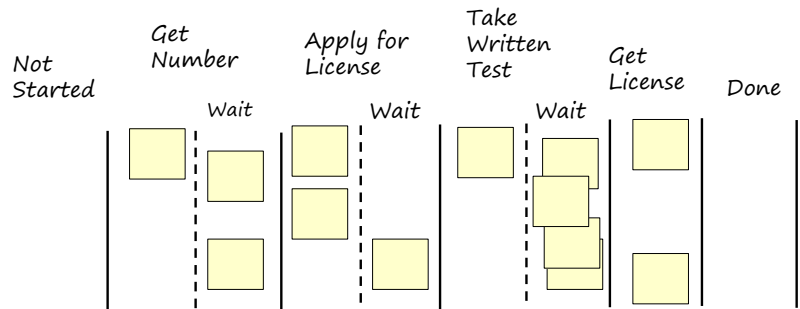 Not
Started
Get
Number
Wait
Apply for
License
Wait
Take
Written
Test
Wait
Get
License
Done